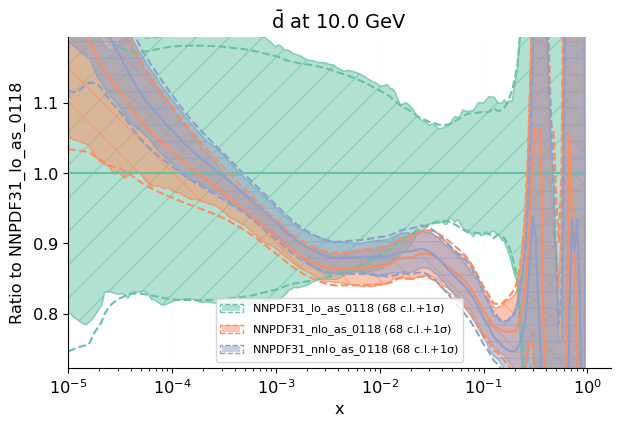 d̄ at 10.0 GeV
Ratio to NNPDF31_lo_as_0118
1.1
1.0
0.9
0.8
NNPDF31_lo_as_0118 (68 c.l.+1σ)
NNPDF31_nlo_as_0118 (68 c.l.+1σ)
NNPDF31_nnlo_as_0118 (68 c.l.+1σ)
10⁻⁵ 10⁻⁴ 10⁻³ 10⁻² 10⁻¹ 10⁰
x